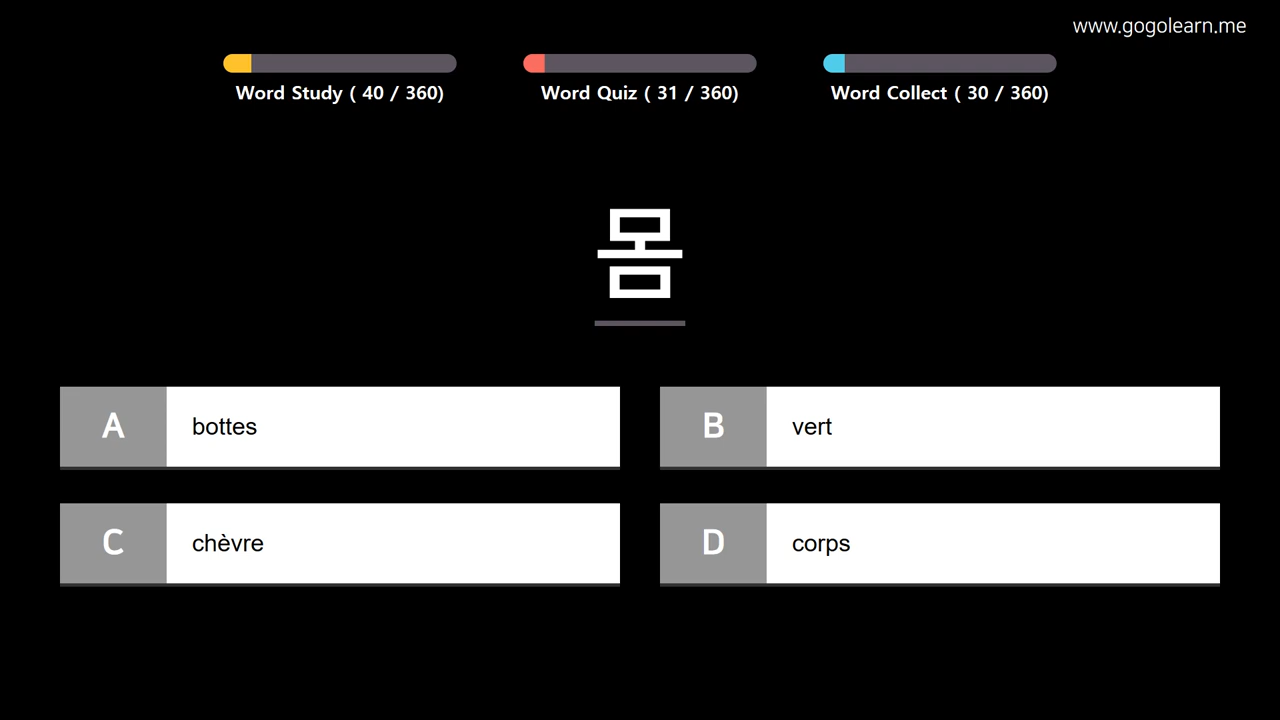 www.gogolearn.me
Word Study ( 40 / 360)
Word Quiz ( 31 / 360)
Word Collect ( 30 / 360)
몸
A bottes
B vert
C chèvre
D corps